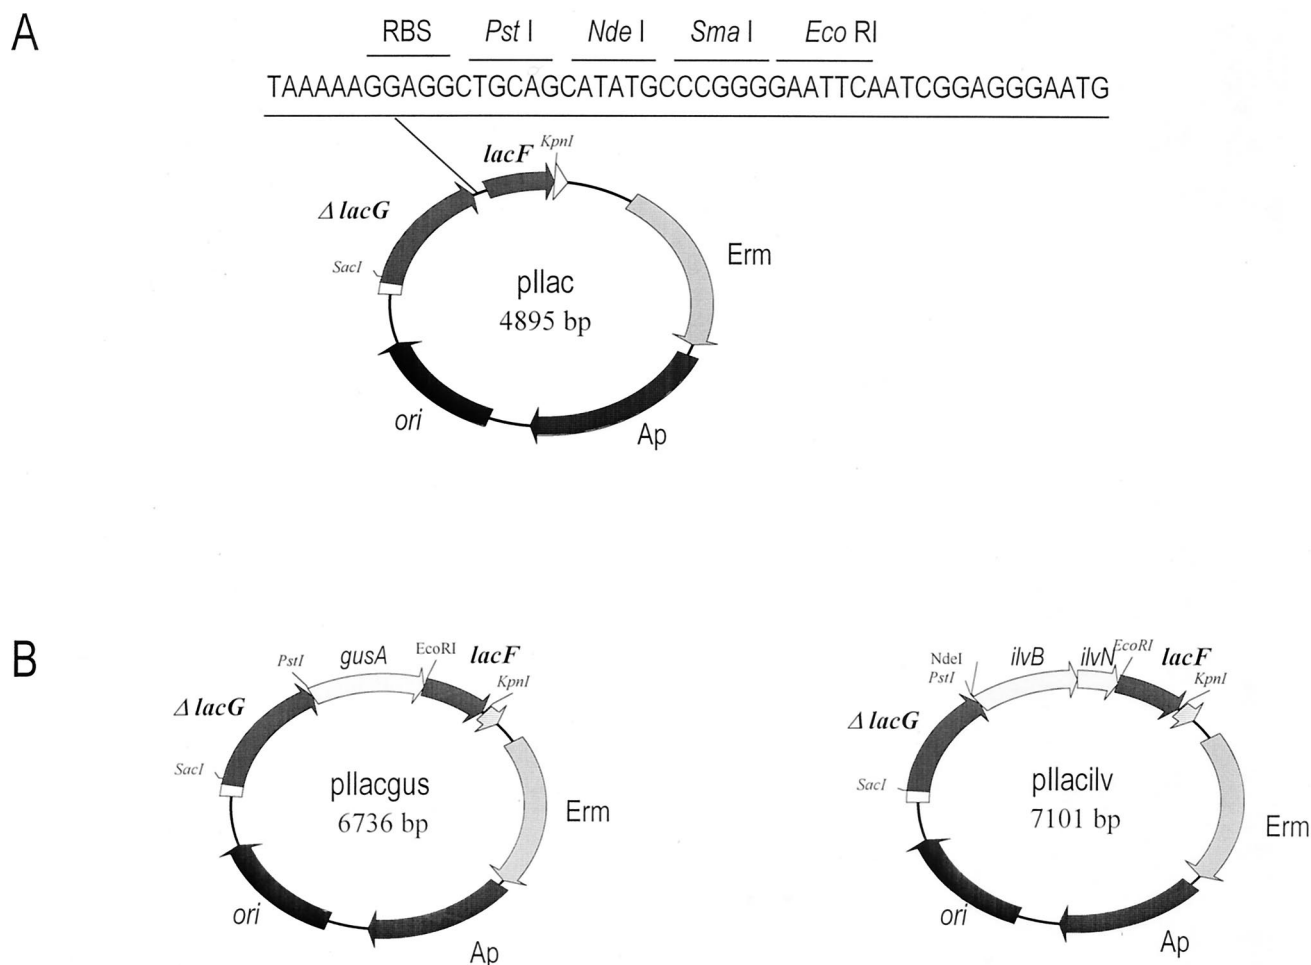 A
RBS Pst I Nde I Sma I Eco RI
TAAAAAGGAGGCTGCAGCATATGCCCGGGGAATTCAATCGGAGGGAATG
lacF KpnI
Δ lacG
SacI
Erm
pIlac
4895 bp
ori
Ap
B
PstI gusA EcoRI lacF
KpnI
Δ lacG
SacI
pIlacgus
6736 bp
Erm
ori
Ap
NdeI ilvB ilvN EcoRI lacF
PstI KpnI
Δ lacG
SacI
pIlacilv
7101 bp
Erm
ori
Ap